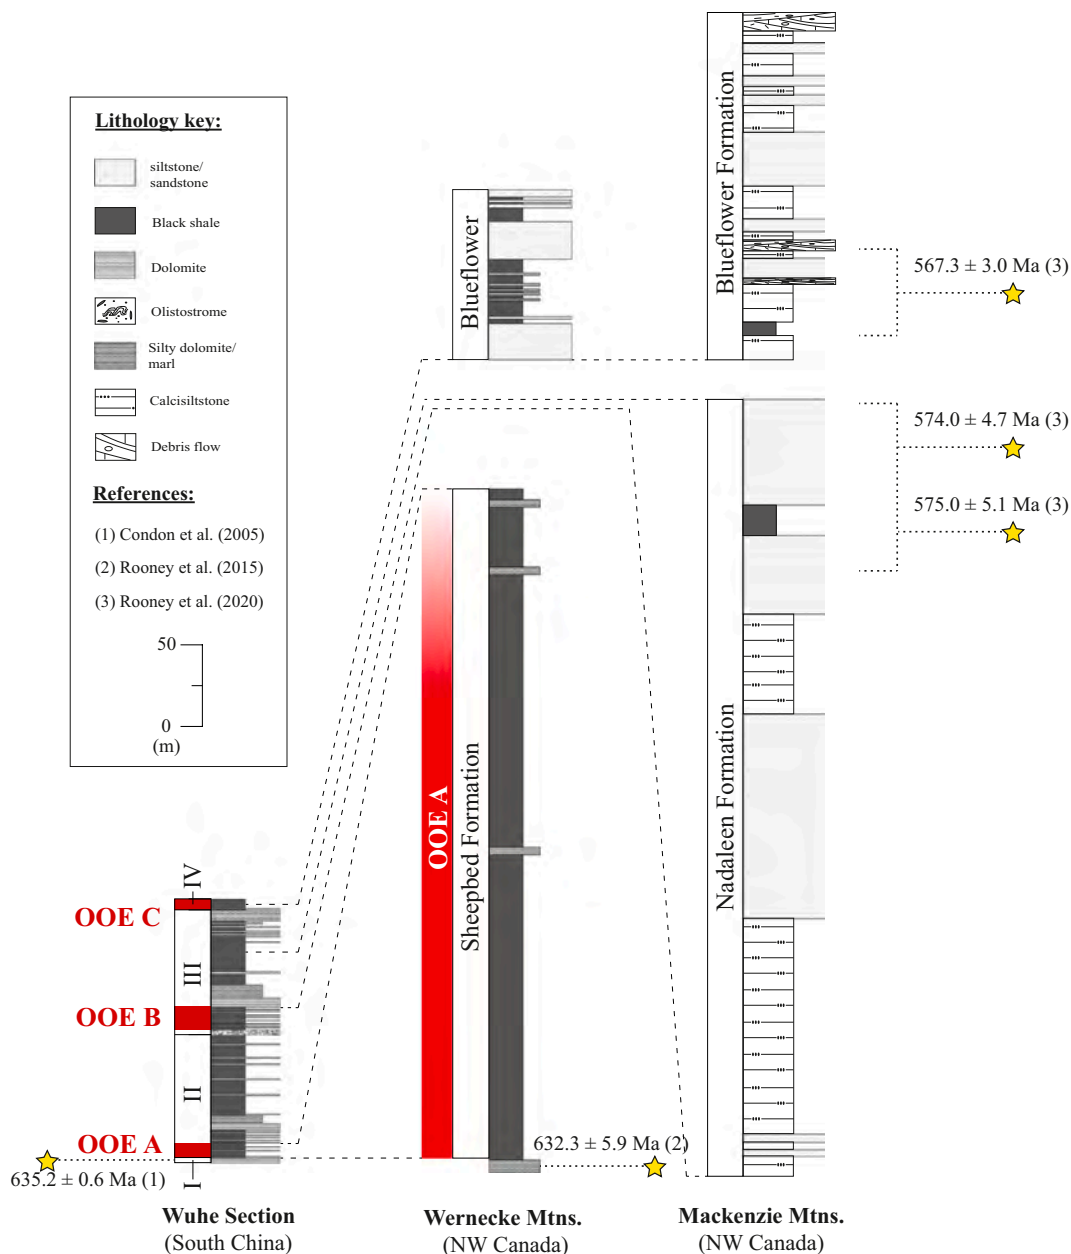 Lithology key:
siltstone/
sandstone
Black shale
Dolomite
Olistostrome
Silty dolomite/
marl
Calcisiltstone
Debris flow
References:
(1) Condon et al. (2005)
(2) Rooney et al. (2015)
(3) Rooney et al. (2020)
50
0
(m)
IV
OOE C
III
OOE B
II
OOE A
I
635.2 ± 0.6 Ma (1)
Wuhe Section
(South China)
Blueflower
OOE A
Sheepbed Formation
632.3 ± 5.9 Ma (2)
Wernecke Mtns.
(NW Canada)
Blueflower Formation
567.3 ± 3.0 Ma (3)
574.0 ± 4.7 Ma (3)
575.0 ± 5.1 Ma (3)
Nadaleen Formation
Mackenzie Mtns.
(NW Canada)